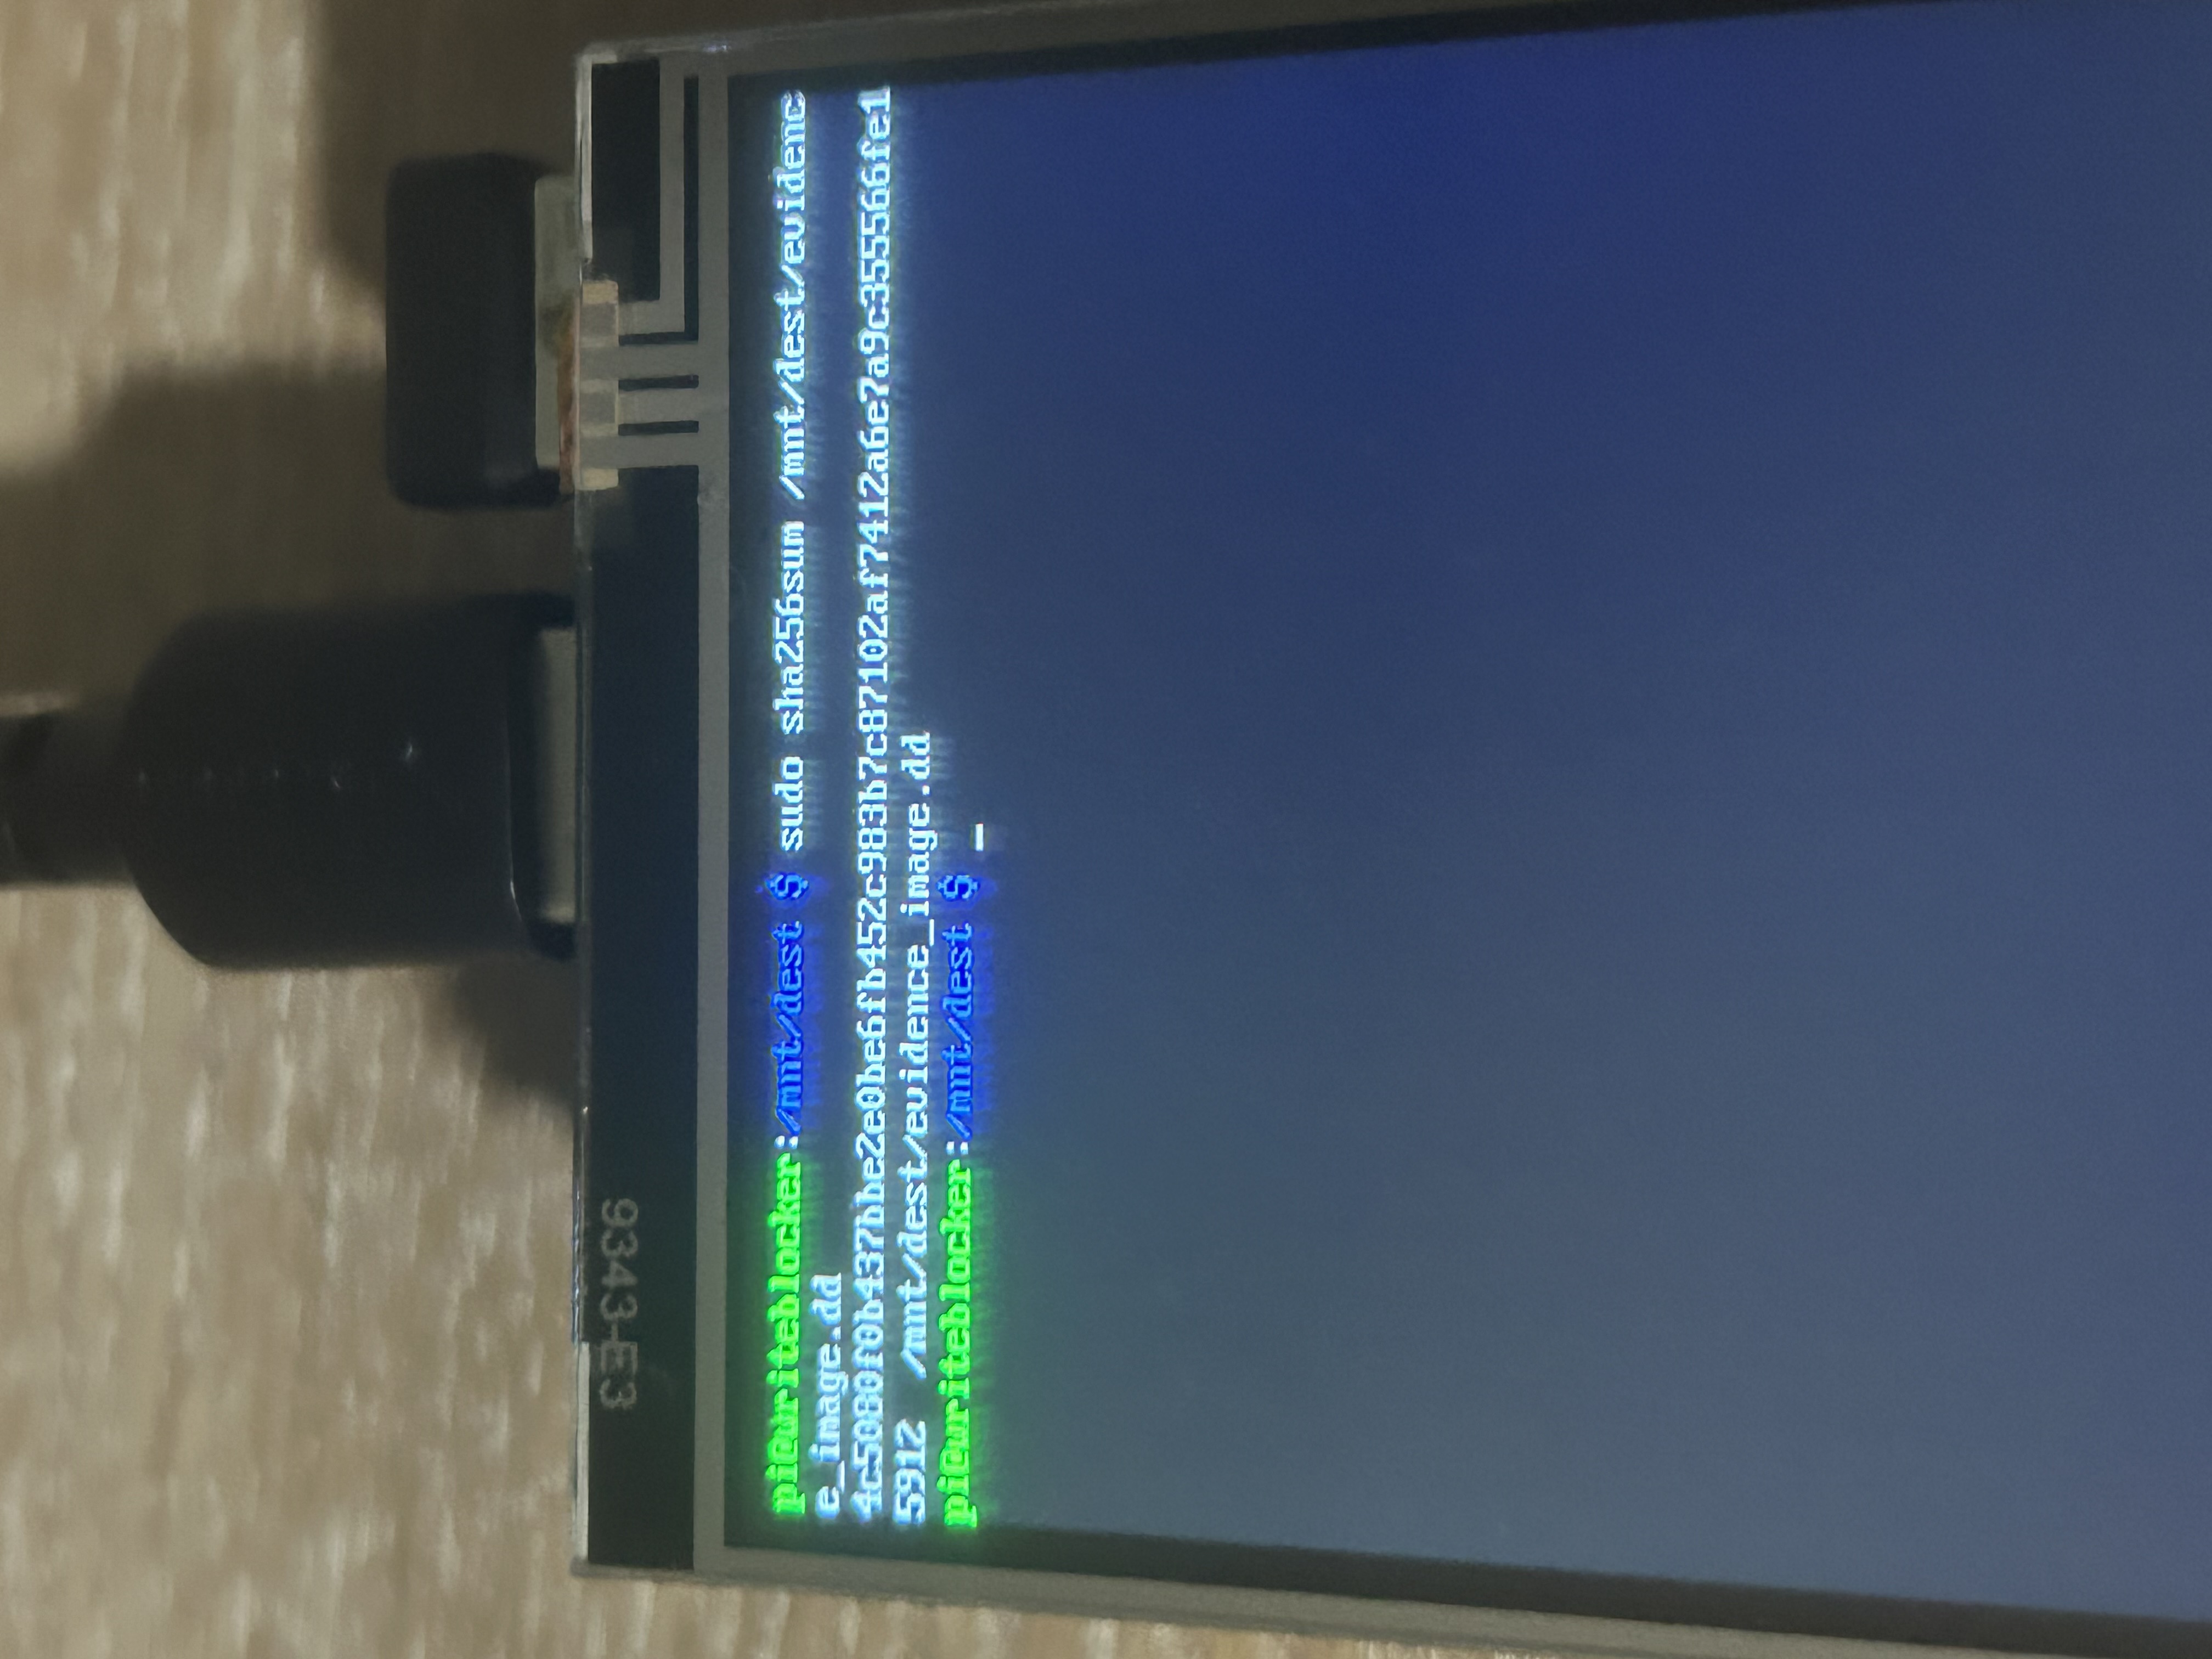 9343-E3
pi@writeblocker:/mnt/dest $ sudo sha256sum /mnt/dest/evidenc
e_image.dd
4c5080f0b437bbe2e0be6fb452c983b7c87102af7412a6e7a9c355566fe1
5912  /mnt/dest/evidence_image.dd
pi@writeblocker:/mnt/dest $ _